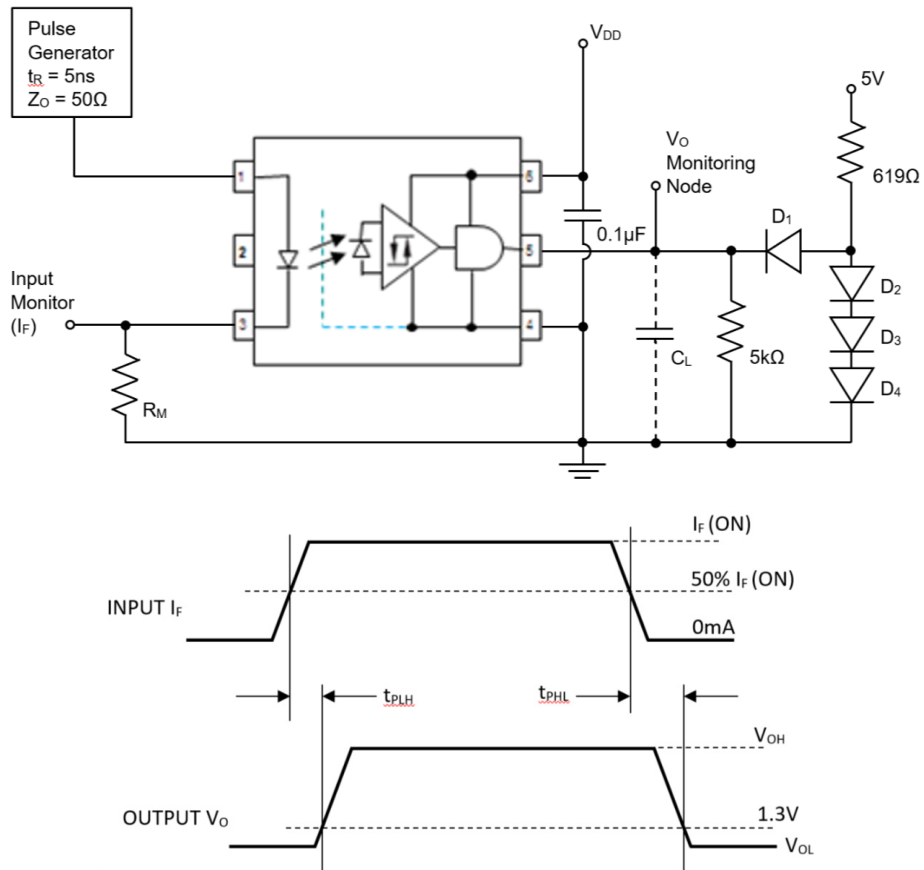 Pulse
Generator
tR = 5ns
ZO = 50Ω
VDD
5V
VO
Monitoring
Node
619Ω
D1
0.1µF
1
2
3
5
4
Input
Monitor
(IF)
RM
CL
5kΩ
D2
D3
D4
IF (ON)
50% IF (ON)
INPUT IF
0mA
tPLH
tPHL
VOH
OUTPUT VO
1.3V
VOL